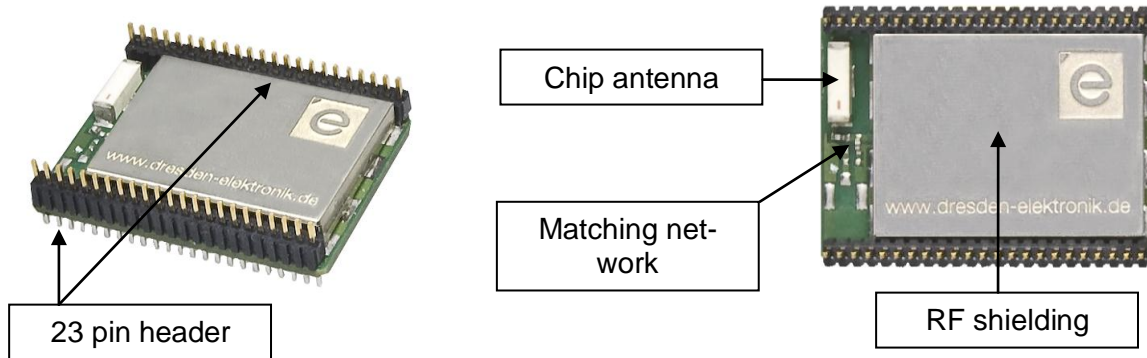 e
www.dresden-elektronik.de
23 pin header
Chip antenna
Matching net-
work
e
www.dresden-elektronik.de
RF shielding